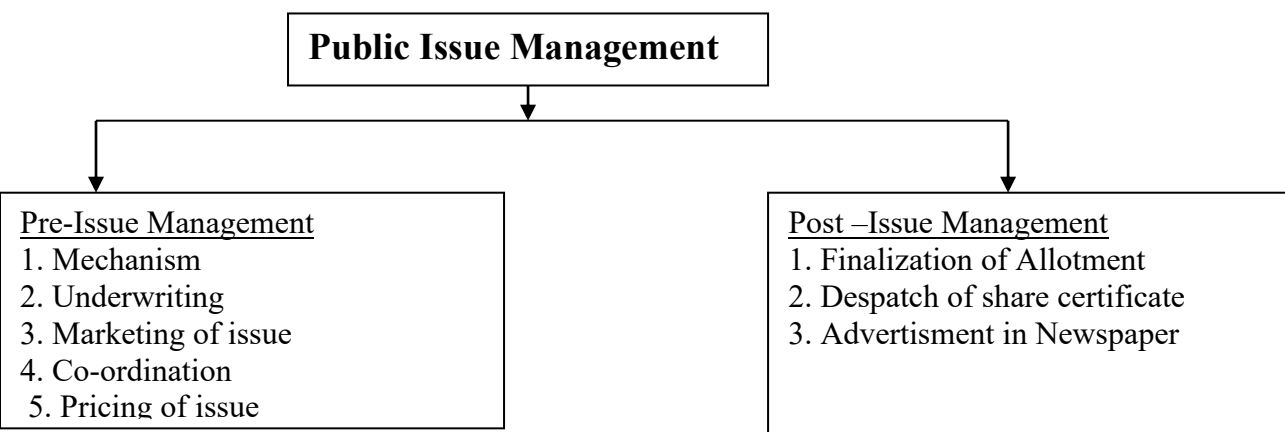 Public Issue Management
Pre-Issue Management
1. Mechanism
2. Underwriting
3. Marketing of issue
4. Co-ordination
5. Pricing of issue
Post –Issue Management
1. Finalization of Allotment
2. Despatch of share certificate
3. Advertisment in Newspaper